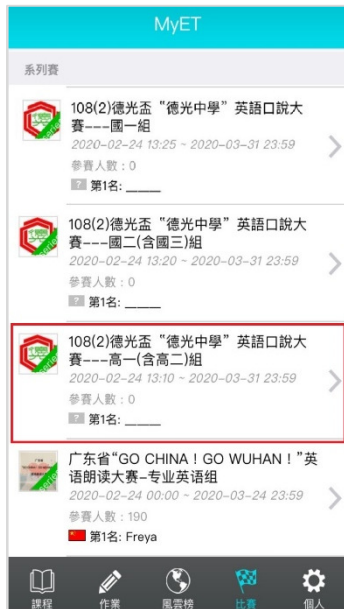 MyET
系列賽
108(2)德光盃“德光中學”英語口說大
賽---國一組
2020-02-24 13:25 ~ 2020-03-31 23:59
參賽人數 : 0
? 第1名: _____
108(2)德光盃“德光中學”英語口說大
賽---國二(含國三)組
2020-02-24 13:20 ~ 2020-03-31 23:59
參賽人數 : 0
? 第1名: _____
108(2)德光盃“德光中學”英語口說大
賽---高一(含高二)組
2020-02-24 13:10 ~ 2020-03-31 23:59
參賽人數 : 0
? 第1名: _____
广东省“GO CHINA ! GO WUHAN ! ”英
语朗读大赛-专业英语组
2020-02-24 00:00 ~ 2020-03-24 23:59
參賽人數 : 190
第1名: Freya
課程 作業 風雲榜 比賽 個人